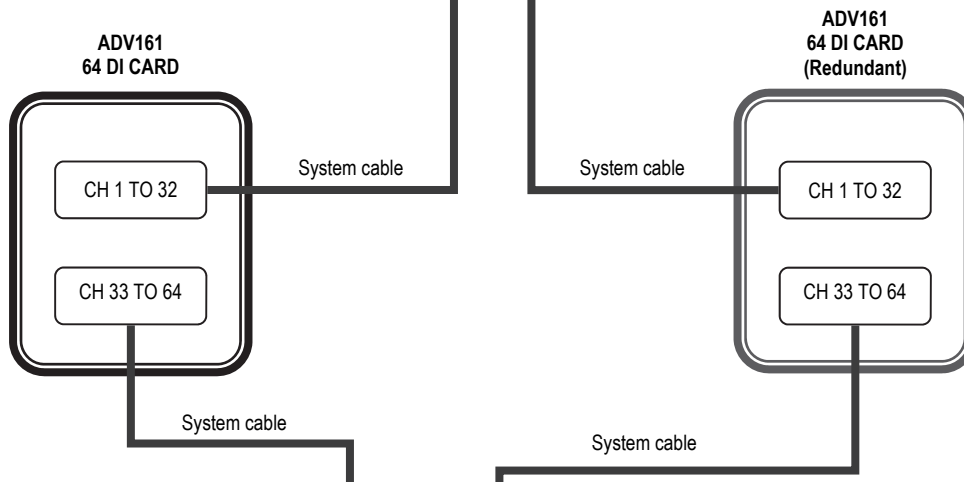 ADV161
64 DI CARD
CH 1 TO 32
System cable
CH 33 TO 64
System cable
ADV161
64 DI CARD
(Redundant)
System cable
CH 1 TO 32
CH 33 TO 64
System cable